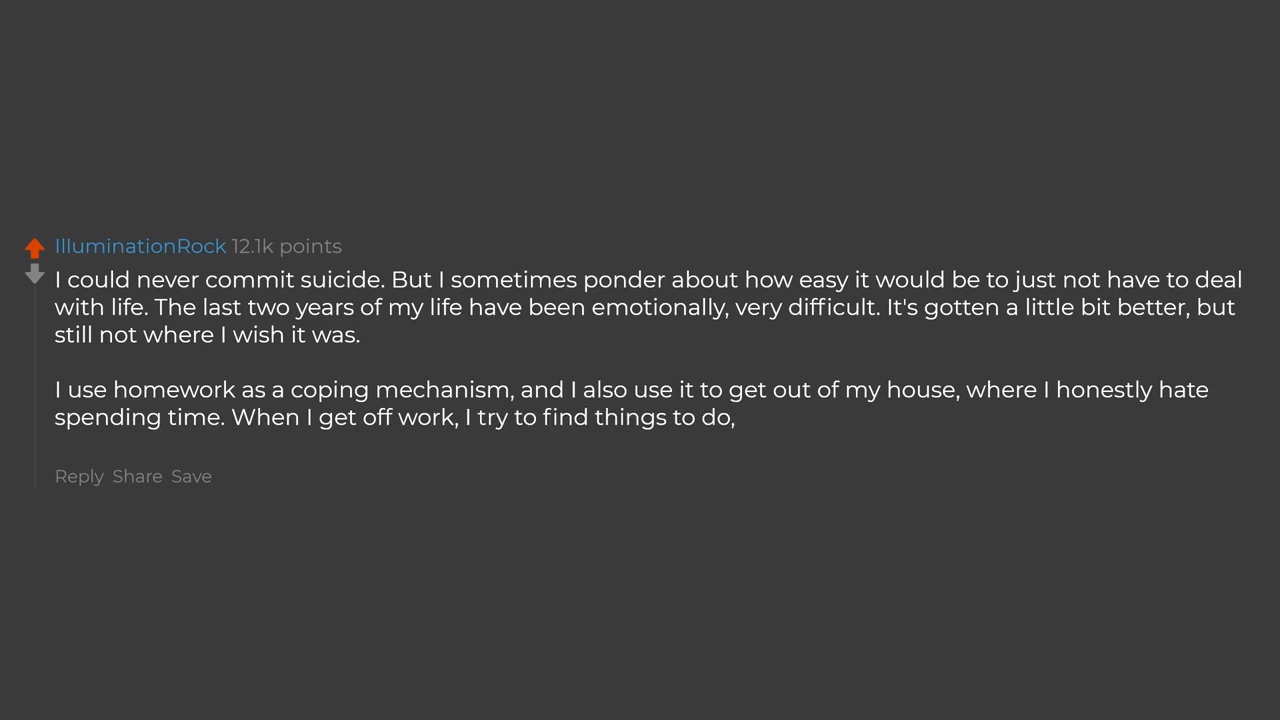 IlluminationRock 12.1k points
I could never commit suicide. But I sometimes ponder about how easy it would be to just not have to deal
with life. The last two years of my life have been emotionally, very difficult. It's gotten a little bit better, but
still not where I wish it was.
I use homework as a coping mechanism, and I also use it to get out of my house, where I honestly hate
spending time. When I get off work, I try to find things to do,
Reply Share Save